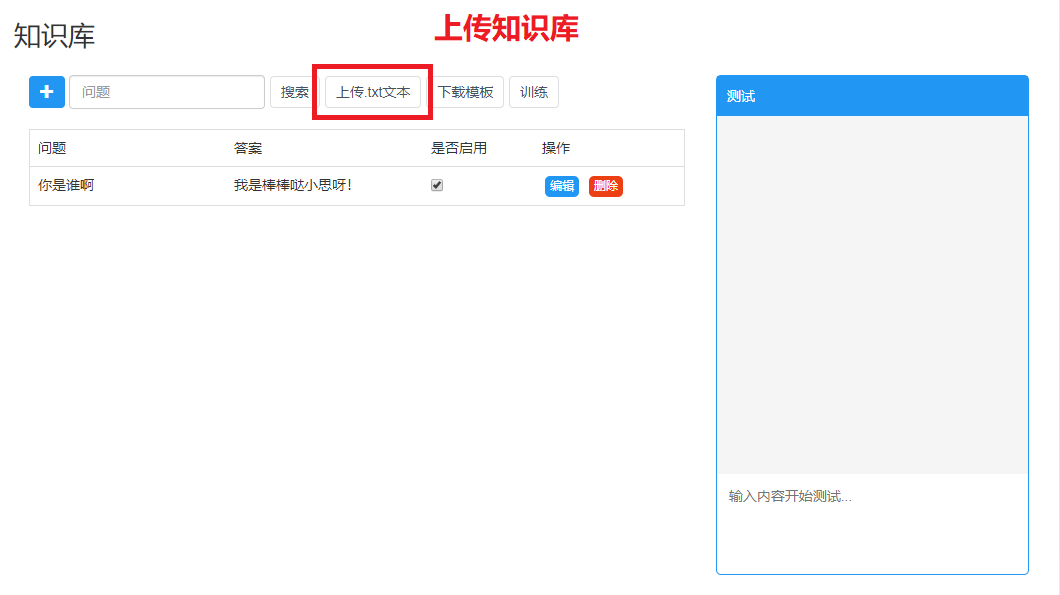 上传知识库
知识库
问题 搜索 上传.txt文本 下载模板 训练
问题 答案 是否启用 操作
你是谁啊 我是棒棒哒小思呀! 编辑 删除
测试
输入内容开始测试...